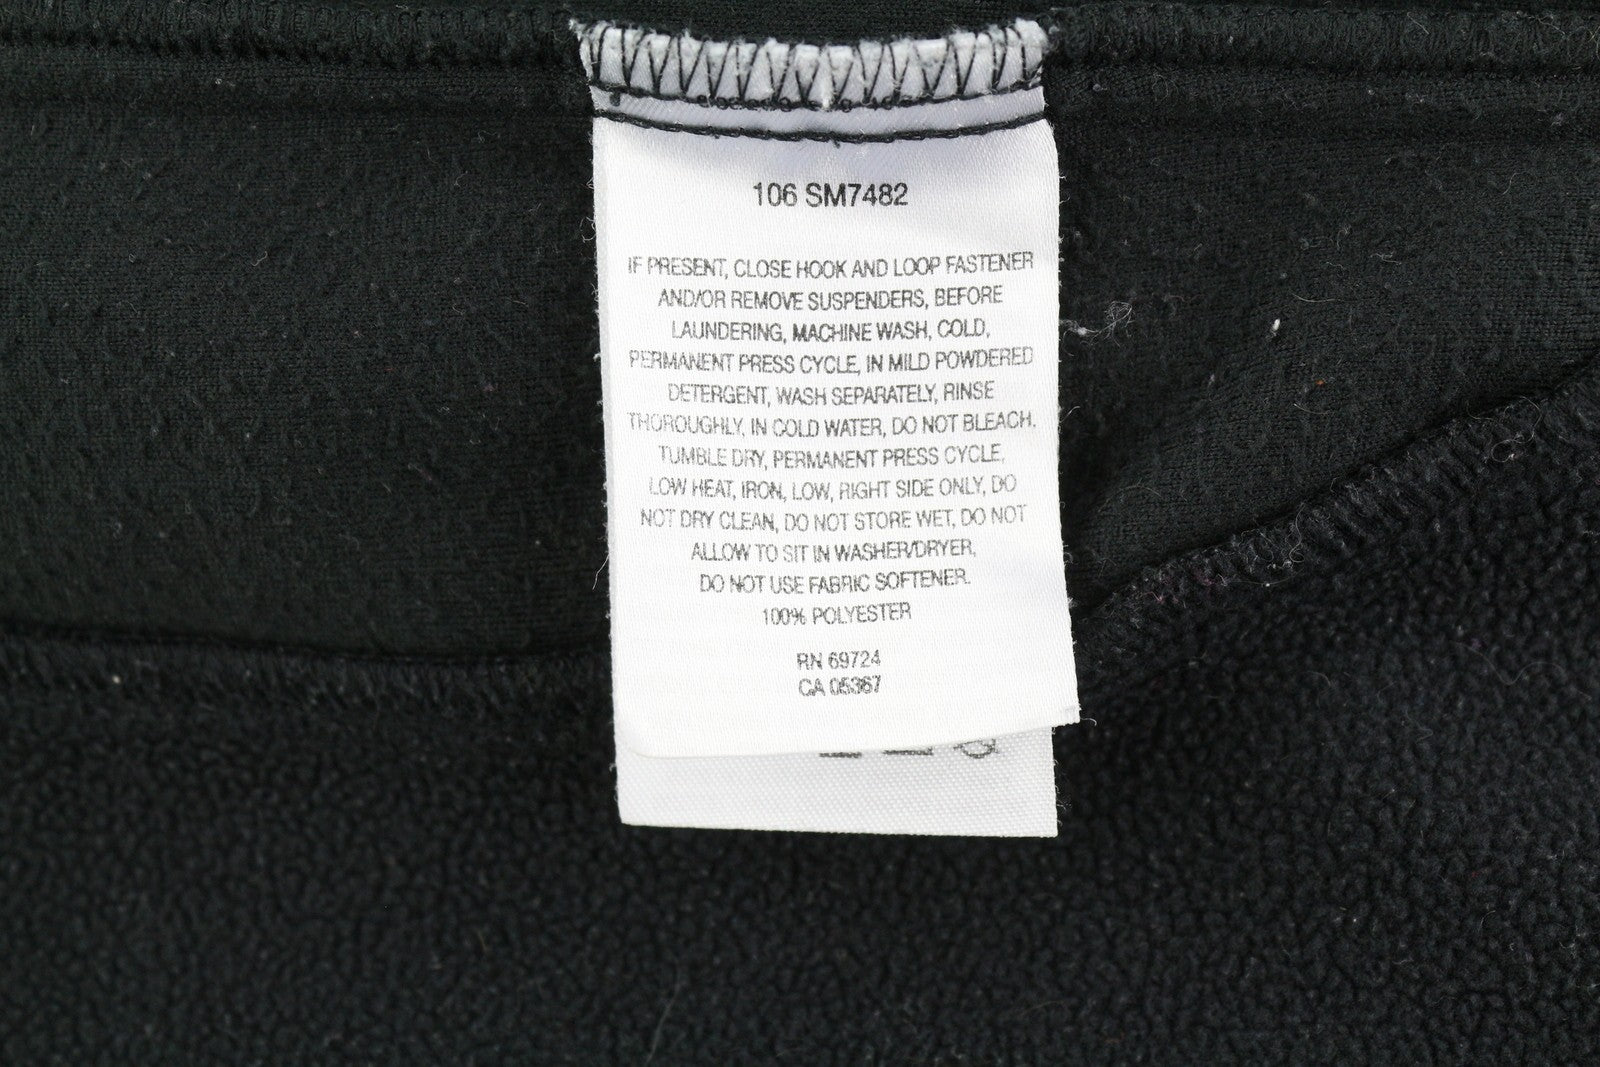 106 SM7482
IF PRESENT, CLOSE HOOK AND LOOP FASTENER
AND/OR REMOVE SUSPENDERS, BEFORE
LAUNDERING, MACHINE WASH, COLD,
PERMANENT PRESS CYCLE, IN MILD POWDERED
DETERGENT, WASH SEPARATELY, RINSE
THOROUGHLY, IN COLD WATER, DO NOT BLEACH.
TUMBLE DRY, PERMANENT PRESS CYCLE,
LOW HEAT, IRON, LOW, RIGHT SIDE ONLY, DO
NOT DRY CLEAN, DO NOT STORE WET, DO NOT
ALLOW TO SIT IN WASHER/DRYER,
DO NOT USE FABRIC SOFTENER.
100% POLYESTER
RN 69724
CA 05367